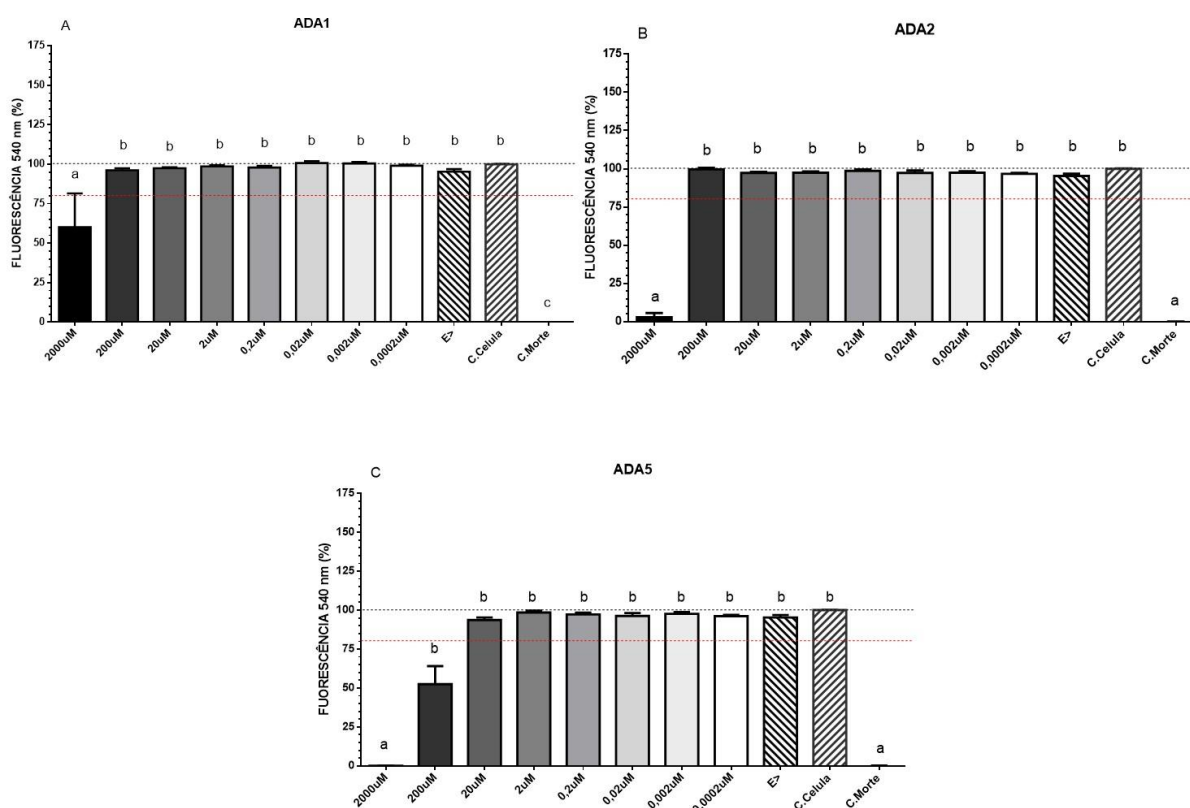 A
ADA1
FLUORESCÊNCIA 540 nm (%)
175
150
125
100
75
50
25
0
a
b
b
b
b
b
b
b
b
b
c
2000uM
200uM
20uM
2uM
0,2uM
0,02uM
0,002uM
0,0002uM
E>
C.Celula
C.Morte
B
ADA2
FLUORESCÊNCIA 540 nm (%)
175
150
125
100
75
50
25
0
a
b
b
b
b
b
b
b
b
b
a
2000uM
200uM
20uM
2uM
0,2uM
0,02uM
0,002uM
0,0002uM
E>
C.Celula
C.Morte
C
ADA5
FUORESCÊNCIA 540 nm (%)
175
150
125
100
75
50
25
0
a
b
b
b
b
b
b
b
b
b
a
2000uM
200uM
20uM
2uM
0,2uM
0,02uM
0,002uM
0,0002uM
E>
C.Celula
C.Morte